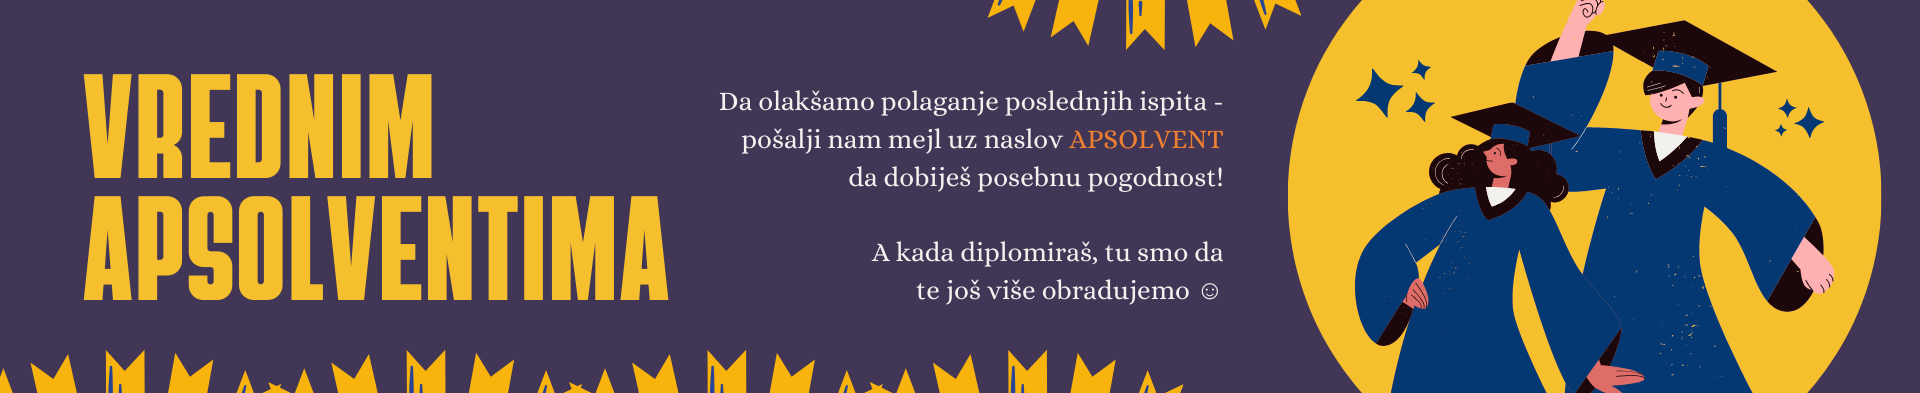 VREDNIM
APSOLVENTIMA
Da olakšamo polaganje poslednjih ispita -
pošalji nam mejl uz naslov APSOLVENT
da dobiješ posebnu pogodnost!
A kada diplomiraš, tu smo da
te još više obradujemo ☺